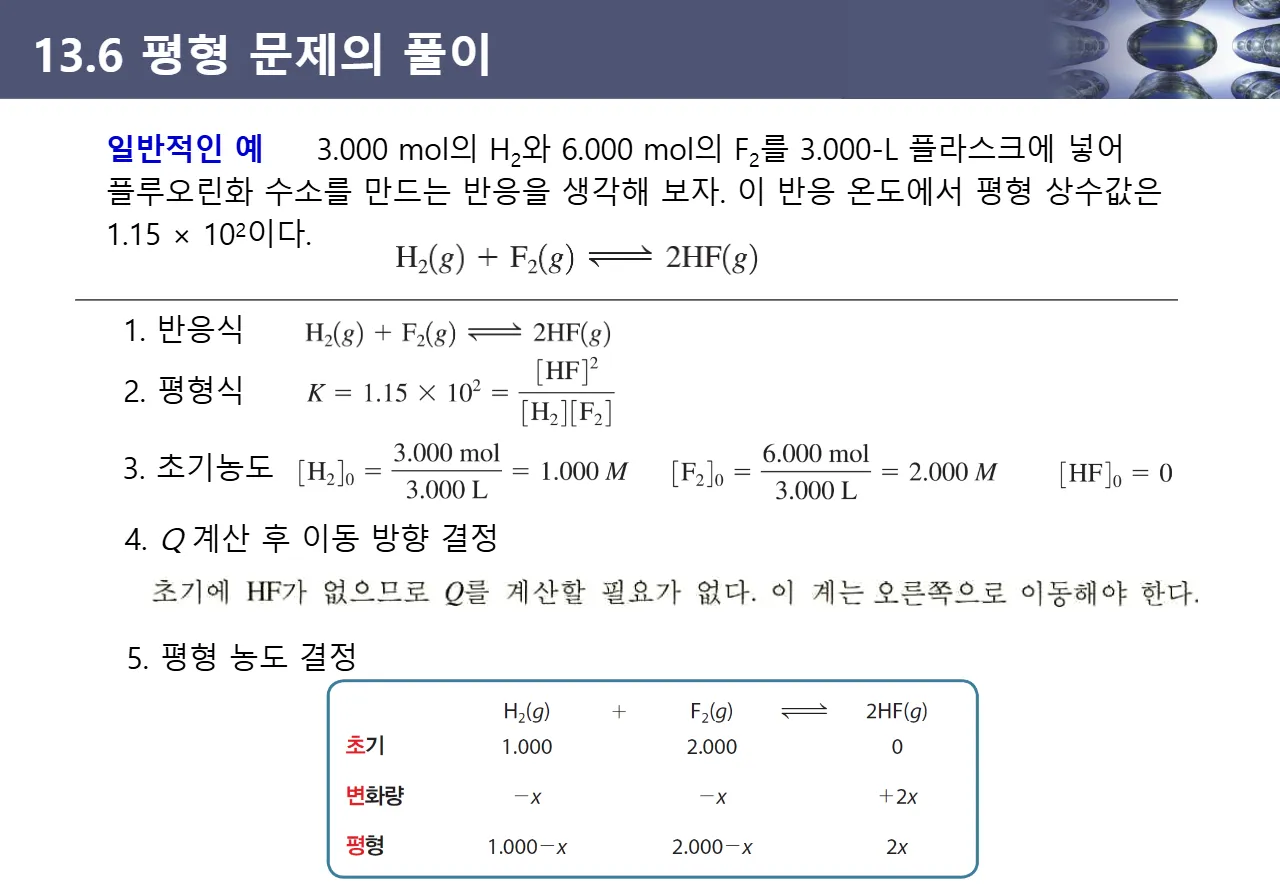 13.6 평형 문제의 풀이
일반적인 예 3.000 mol의 H₂와 6.000 mol의 F₂를 3.000-L 플라스크에 넣어
플루오린화 수소를 만드는 반응을 생각해 보자. 이 반응 온도에서 평형 상수값은
1.15 × 10²이다.
H₂(g) + F₂(g) ⇌ 2HF(g)
1. 반응식 H₂(g) + F₂(g) ⇌ 2HF(g)
2. 평형식 K = 1.15 × 10² = [HF]² / [H₂][F₂]
3. 초기농도 [H₂]₀ = 3.000 mol / 3.000 L = 1.000 M [F₂]₀ = 6.000 mol / 3.000 L = 2.000 M [HF]₀ = 0
4. Q 계산 후 이동 방향 결정
초기에 HF가 없으므로 Q를 계산할 필요가 없다. 이 계는 오른쪽으로 이동해야 한다.
5. 평형 농도 결정
H₂(g) + F₂(g) ⇌ 2HF(g)
초기 1.000 2.000 0
변화량 −x −x +2x
평형 1.000−x 2.000−x 2x